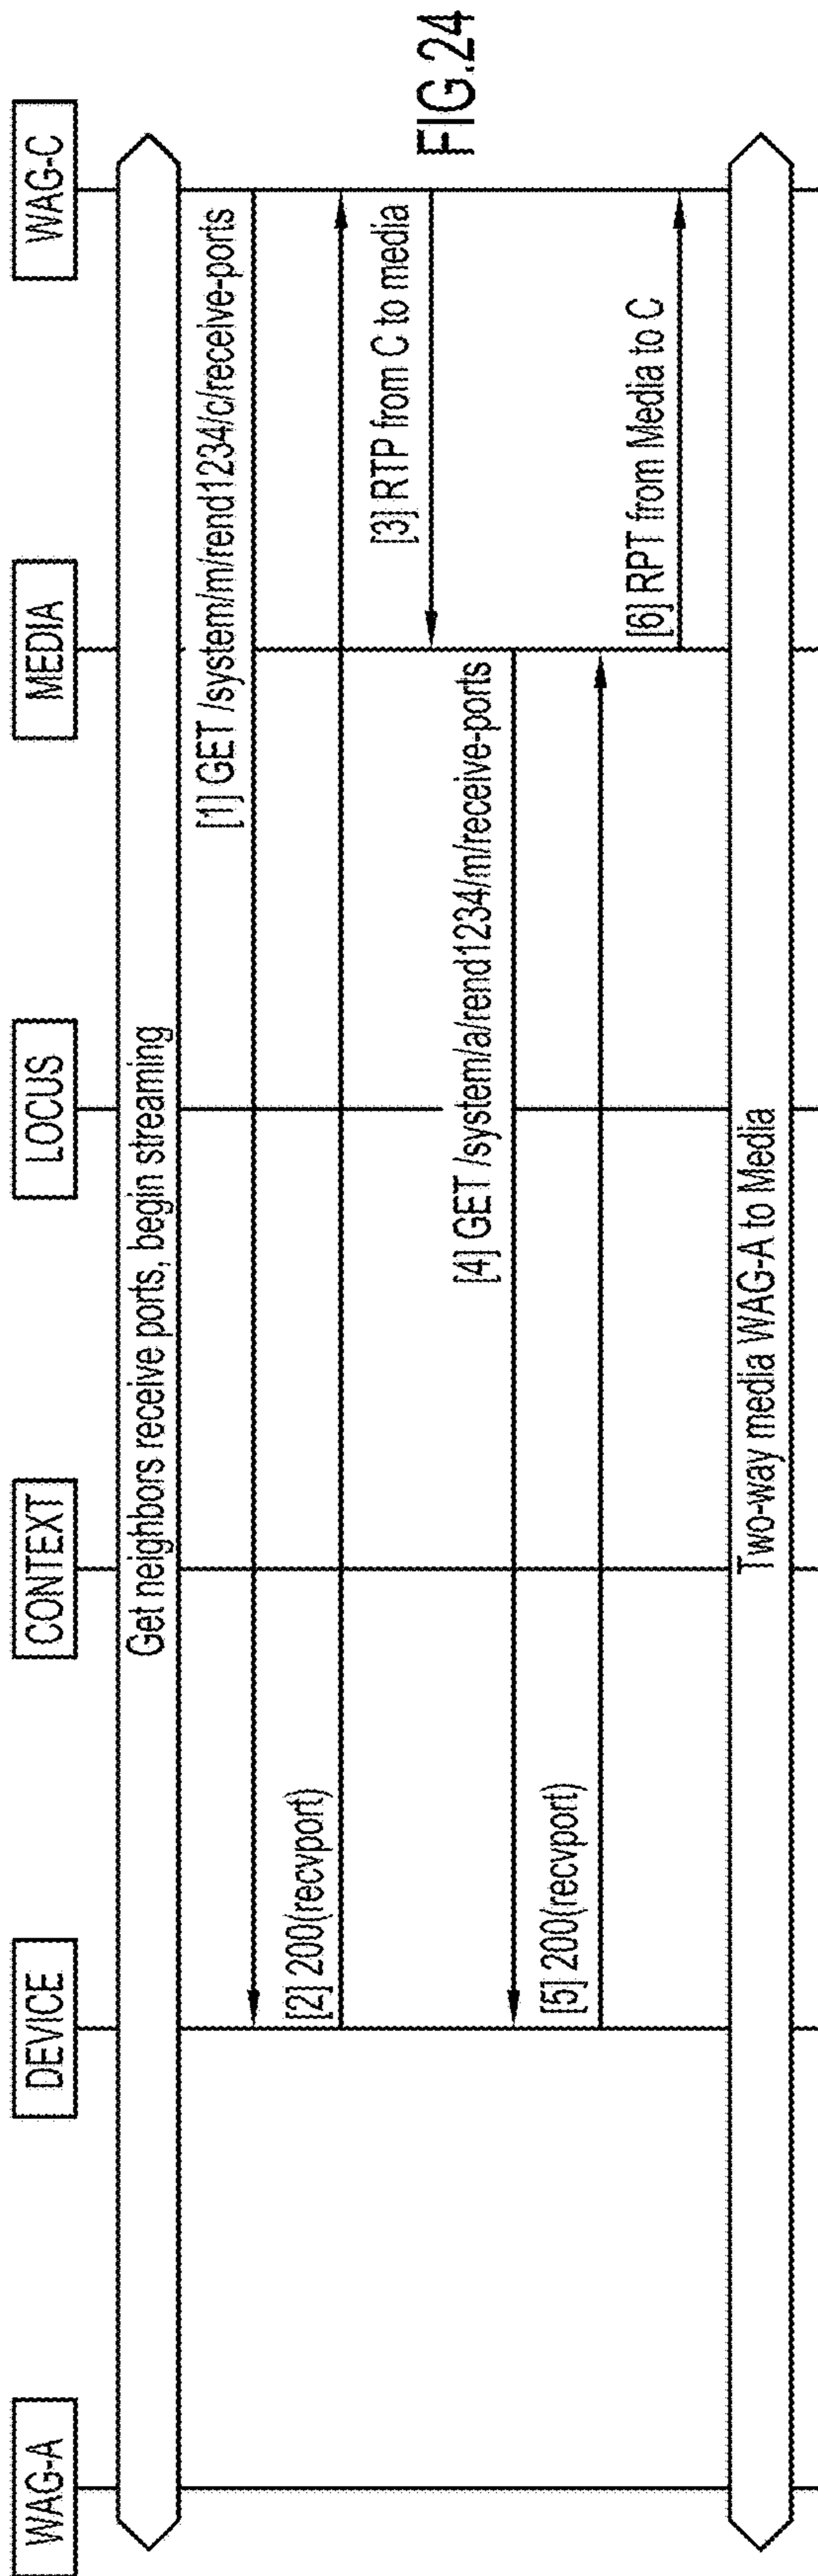 WAG-A
DEVICE
CONTEXT
LOCUS
MEDIA
WAG-C
Get neighbors receive ports, begin streaming
[1] GET /system/m/rend1234/c/receive-ports
[2] 200(recvport)
[3] RTP from C to media
[4] GET /system/a/rend1234/m/receive-ports
[5] 200(recvport)
[6] RPT from Media to C
Two-way media WAG-A to Media
FIG.24